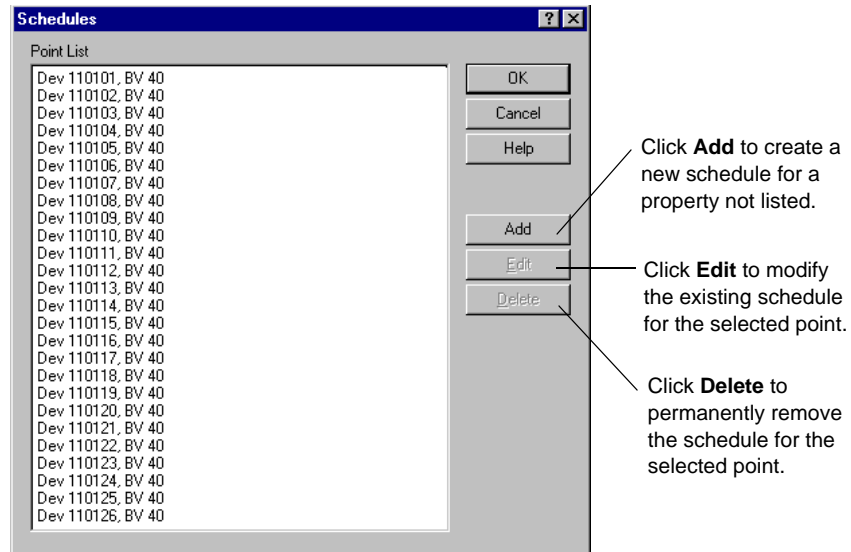 Schedules
Point List
Dev 110101, BV 40
Dev 110102, BV 40
Dev 110103, BV 40
Dev 110104, BV 40
Dev 110105, BV 40
Dev 110106, BV 40
Dev 110107, BV 40
Dev 110108, BV 40
Dev 110109, BV 40
Dev 110110, BV 40
Dev 110111, BV 40
Dev 110112, BV 40
Dev 110113, BV 40
Dev 110114, BV 40
Dev 110115, BV 40
Dev 110116, BV 40
Dev 110117, BV 40
Dev 110118, BV 40
Dev 110119, BV 40
Dev 110120, BV 40
Dev 110121, BV 40
Dev 110122, BV 40
Dev 110123, BV 40
Dev 110124, BV 40
Dev 110125, BV 40
Dev 110126, BV 40
OK
Cancel
Help
Add
Edit
Delete
Click Add to create a
new schedule for a
property not listed.
Click Edit to modify
the existing schedule
for the selected point.
Click Delete to
permanently remove
the schedule for the
selected point.